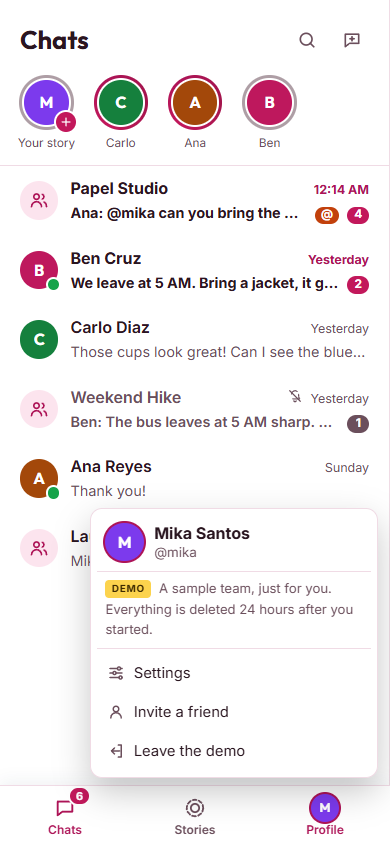 Chats
M
C
A
B
Your story
Carlo
Ana
Ben
Papel Studio
12:14 AM
Ana: @mika can you bring the ...
@
4
B
Ben Cruz
Yesterday
We leave at 5 AM. Bring a jacket, it g...
2
C
Carlo Diaz
Yesterday
Those cups look great! Can I see the blue...
Weekend Hike
Yesterday
Ben: The bus leaves at 5 AM sharp. ...
1
A
Ana Reyes
Sunday
Thank you!
M
Mika Santos
@mika
DEMO A sample team, just for you.
Everything is deleted 24 hours after you
started.
Settings
Invite a friend
Leave the demo
6
Chats
Stories
M
Profile